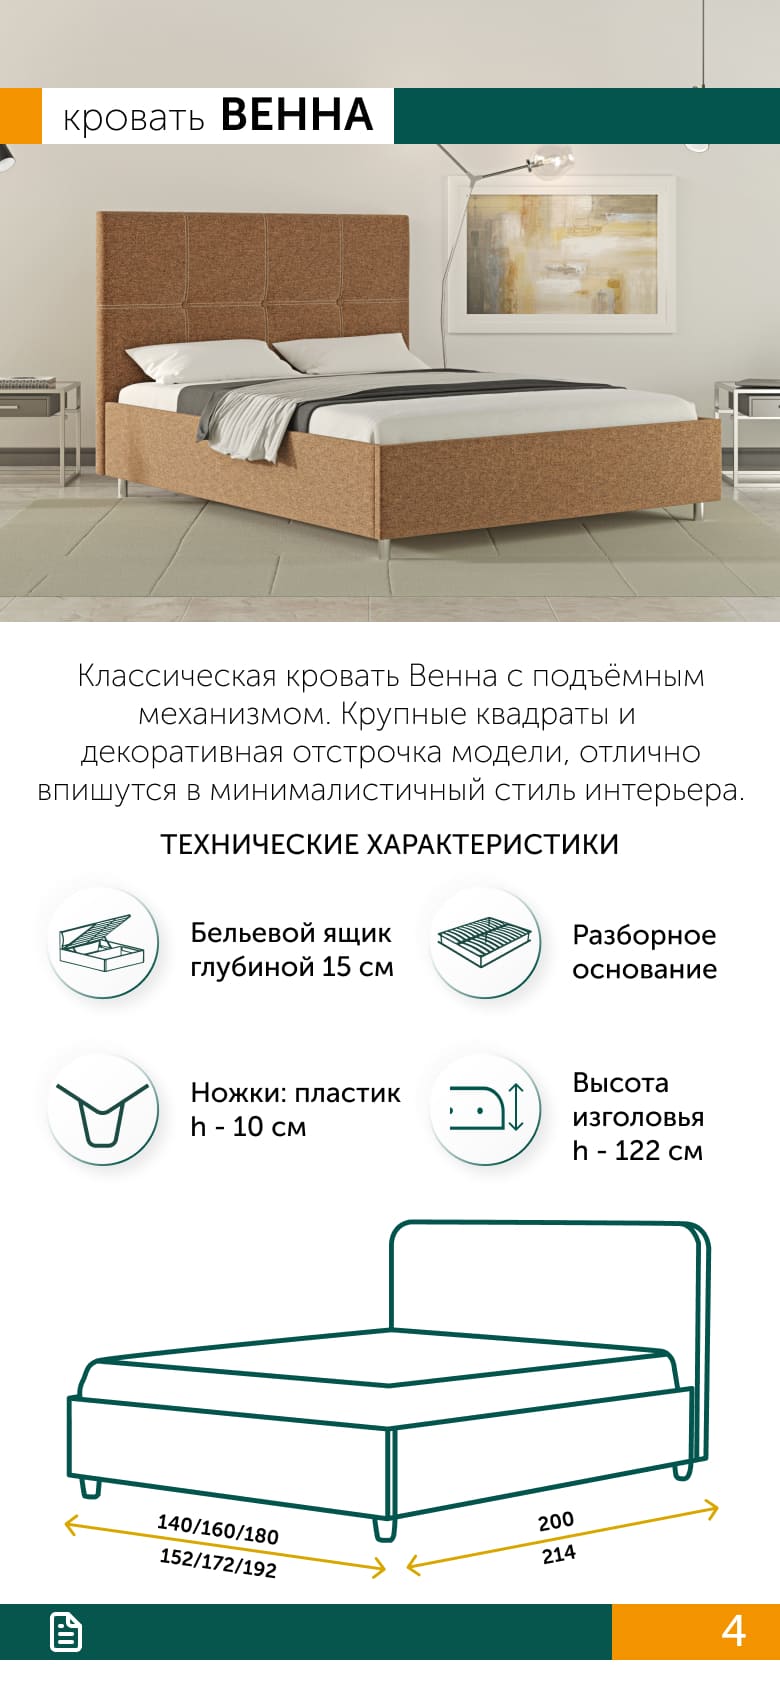 кровать ВЕННА
Классическая кровать Венна с подъёмным
механизмом. Крупные квадраты и
декоративная отстрочка модели, отлично
впишутся в минималистичный стиль интерьера.
ТЕХНИЧЕСКИЕ ХАРАКТЕРИСТИКИ
Бельевой ящик
глубиной 15 см
Разборное
основание
Ножки: пластик
h - 10 см
Высота
изголовья
h - 122 см
140/160/180
152/172/192
200
214
4